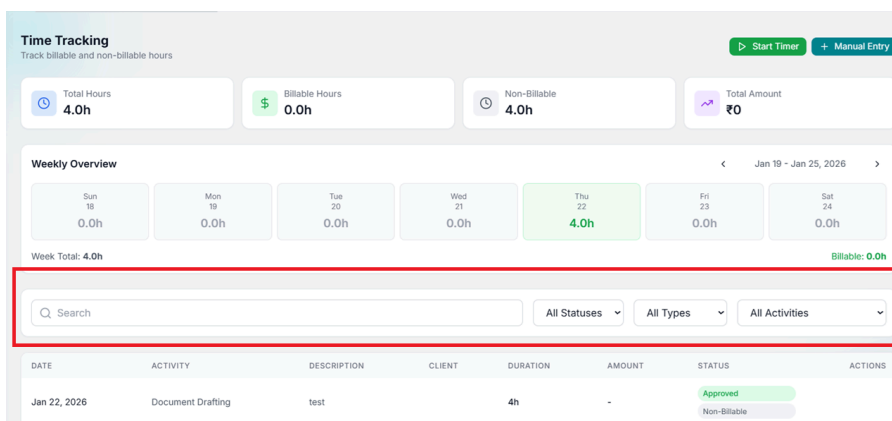 Time Tracking
Track billable and non-billable hours
Start Timer
+ Manual Entry
Total Hours
4.0h
$
Billable Hours
0.0h
Non-Billable
4.0h
Total Amount
₹0
Weekly Overview
< Jan 19 - Jan 25, 2026 >
Sun
18
0.0h
Mon
19
0.0h
Tue
20
0.0h
Wed
21
0.0h
Thu
22
4.0h
Fri
23
0.0h
Sat
24
0.0h
Week Total: 4.0h
Billable: 0.0h
Search
All Statuses
All Types
All Activities
DATE ACTIVITY DESCRIPTION CLIENT DURATION AMOUNT STATUS ACTIONS
Jan 22, 2026 Document Drafting test 4h - Approved
Non-Billable